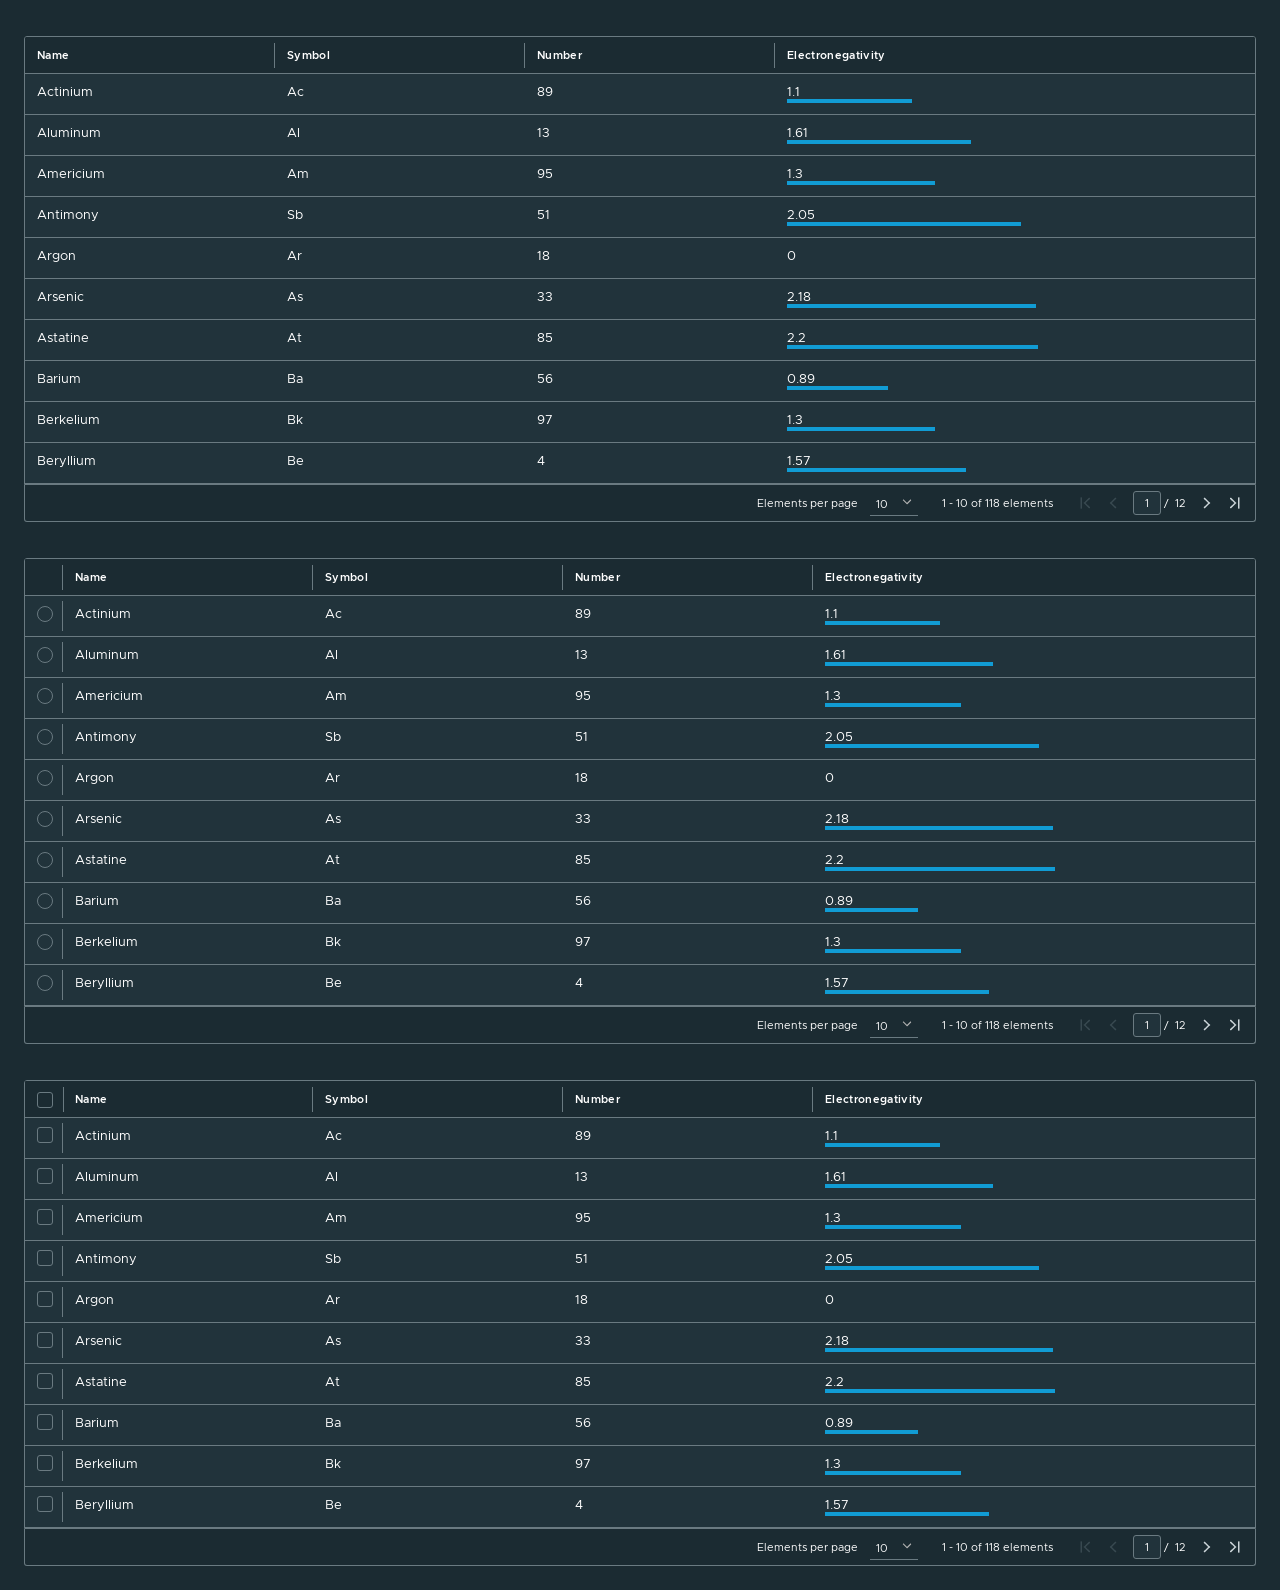 Name Symbol Number Electronegativity
Actinium Ac 89 1.1
Aluminum Al 13 1.61
Americium Am 95 1.3
Antimony Sb 51 2.05
Argon Ar 18 0
Arsenic As 33 2.18
Astatine At 85 2.2
Barium Ba 56 0.89
Berkelium Bk 97 1.3
Beryllium Be 4 1.57
Elements per page 10 1 - 10 of 118 elements 1 / 12
Name Symbol Number Electronegativity
Actinium Ac 89 1.1
Aluminum Al 13 1.61
Americium Am 95 1.3
Antimony Sb 51 2.05
Argon Ar 18 0
Arsenic As 33 2.18
Astatine At 85 2.2
Barium Ba 56 0.89
Berkelium Bk 97 1.3
Beryllium Be 4 1.57
Elements per page 10 1 - 10 of 118 elements 1 / 12
Name Symbol Number Electronegativity
Actinium Ac 89 1.1
Aluminum Al 13 1.61
Americium Am 95 1.3
Antimony Sb 51 2.05
Argon Ar 18 0
Arsenic As 33 2.18
Astatine At 85 2.2
Barium Ba 56 0.89
Berkelium Bk 97 1.3
Beryllium Be 4 1.57
Elements per page 10 1 - 10 of 118 elements 1 / 12